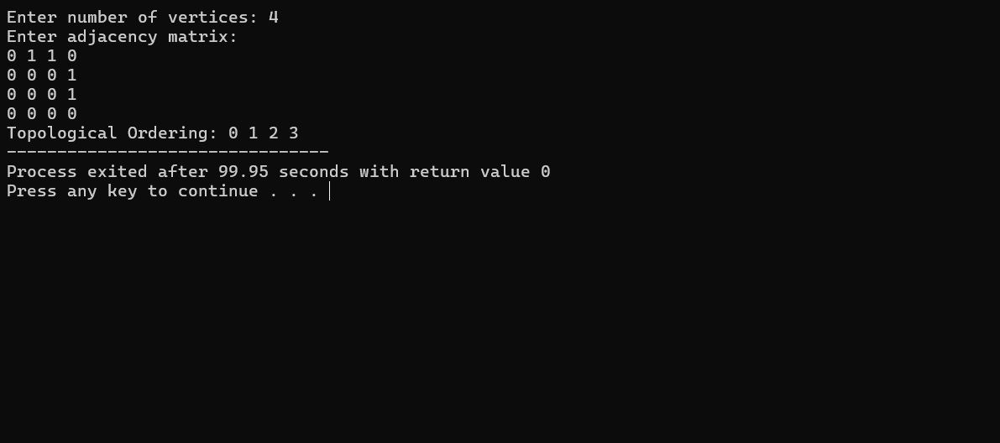 Enter number of vertices: 4
Enter adjacency matrix:
0 1 1 0
0 0 0 1
0 0 0 1
0 0 0 0
Topological Ordering: 0 1 2 3
--------------------------------
Process exited after 99.95 seconds with return value 0
Press any key to continue . . .